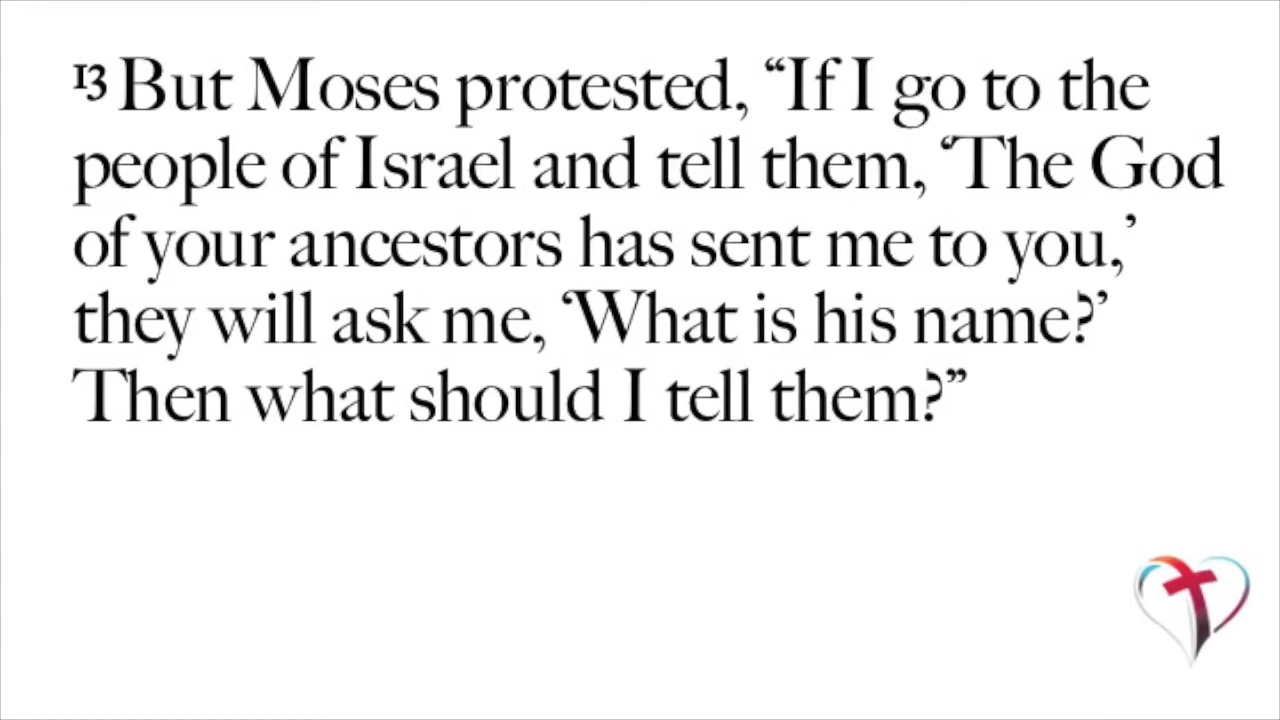 13 But Moses protested, “If I go to the
people of Israel and tell them, ‘The God
of your ancestors has sent me to you,’
they will ask me, ‘What is his name?’
Then what should I tell them?”